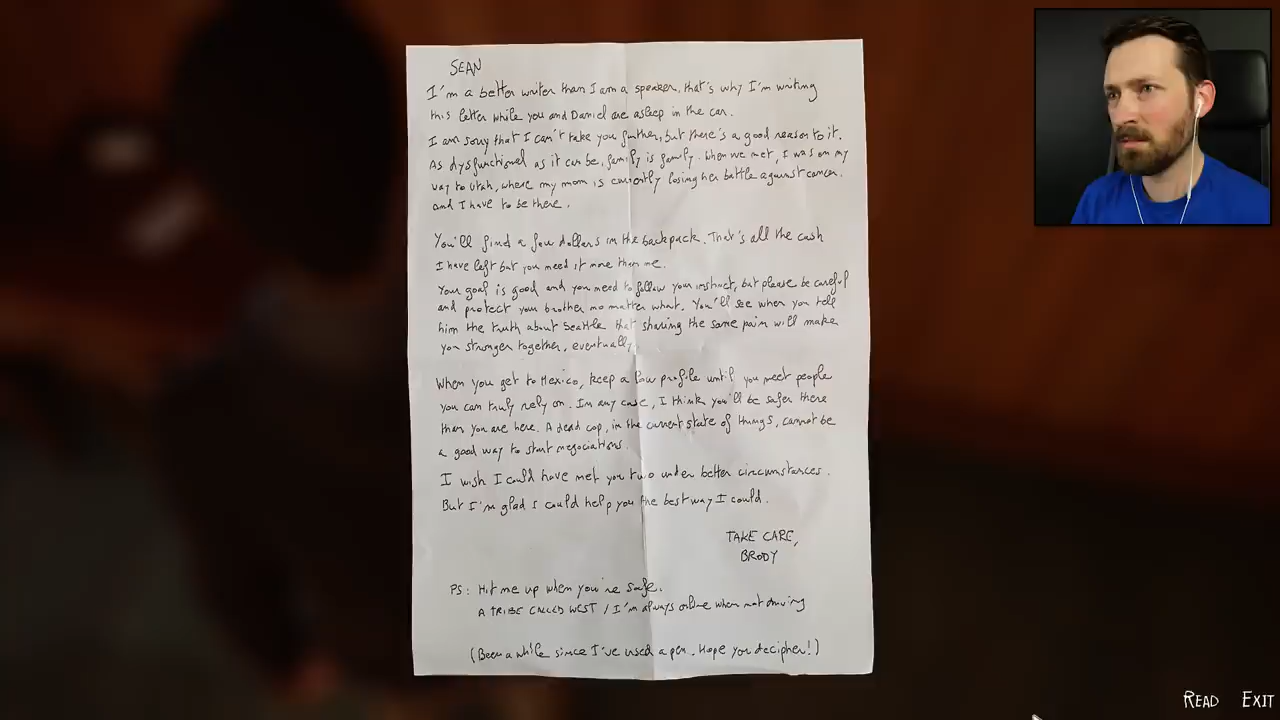 SEAN
I'm a better writer than I am a speaker, that's why I'm writing
this letter while you and Daniel are asleep in the car.
I am sorry that I can't take you further, but there's a good reason to it.
As dysfunctional as it can be, family is family. When we met, I was on my
way to Utah, where my mom is currently losing her battle against cancer.
and I have to be there.
You'll find a few dollars in the backpack. That's all the cash
I have left but you need it more than me.
Your goal is good and you need to follow your instinct, but please be careful
and protect your brother no matter what. You'll see when you tell
him the truth about Seattle that sharing the same pain will make
you stronger together, eventually.
When you get to Mexico, keep a low profile until you meet people
you can truly rely on. In any case, I think you'll be safer there
than you are here. A dead cop, in the current state of things, cannot be
a good way to start negociations.
I wish I could have met you two under better circumstances.
But I'm glad I could help you the best way I could.
TAKE CARE,
BRODY
PS: Hit me up when you're safe.
A TRIBE CALLED WEST / I'm always online when not driving
(Been a while since I've used a pen. Hope you decipher!)
READ EXIT